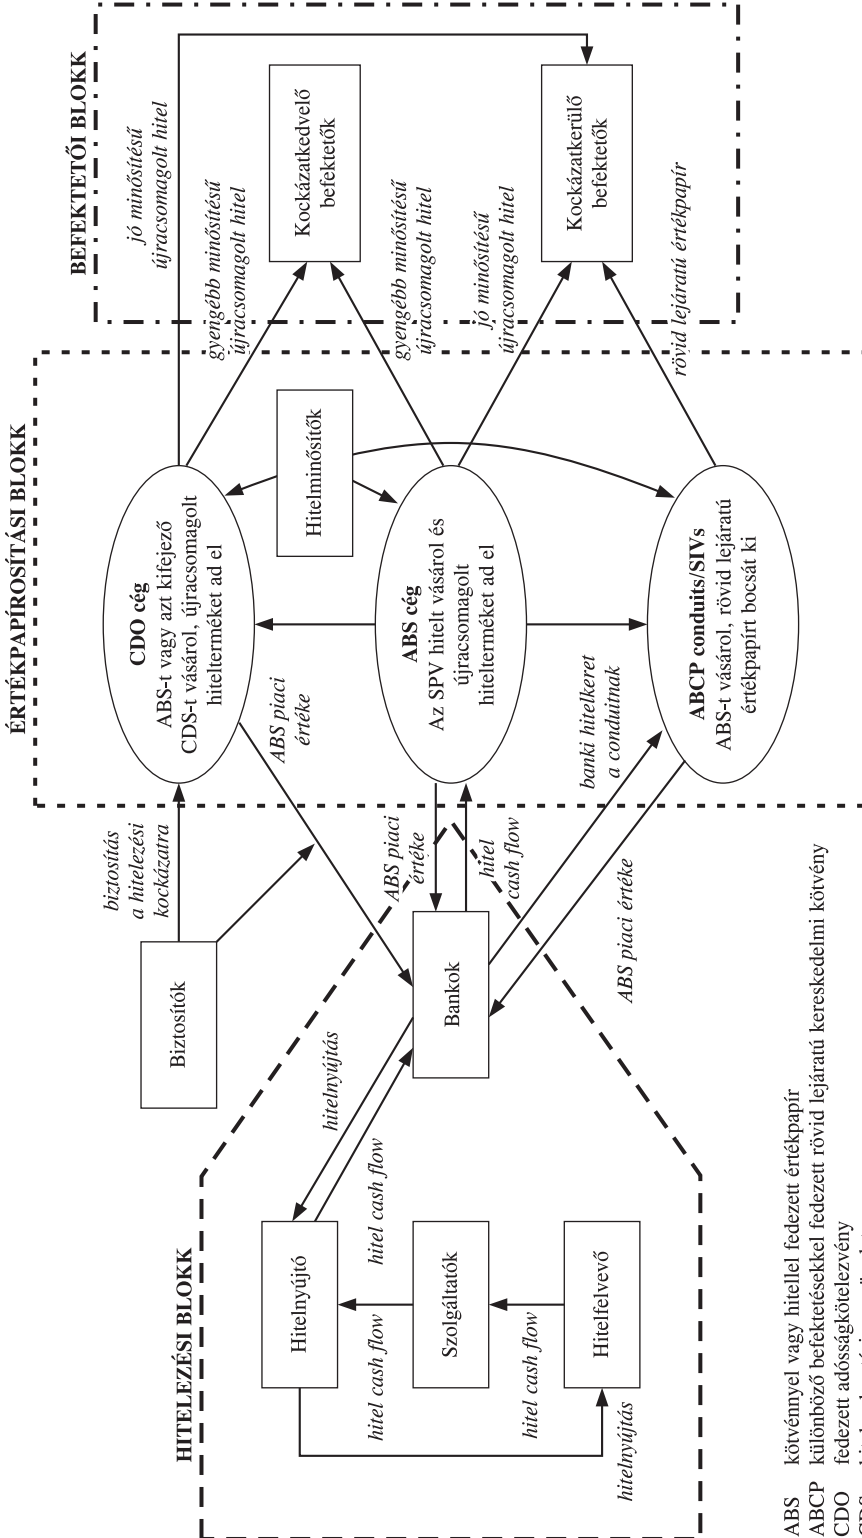 HITELEZÉSI BLOKK
ÉRTÉKPAPÍROSÍTÁSI BLOKK
BEFEKTETŐI BLOKK
Hitelnyújtó
Szolgáltatók
Hitelfelvevő
hitelnyújtás
hitel cash flow
hitel cash flow
hitelnyújtás
hitel cash flow
Biztosítók
Bankok
biztosítás
a hitelezési
kockázatra
ABS piaci
értéke
ABS piaci
értéke
hitel
cash flow
banki hitelkeret
a conduitnak
ABS piaci értéke
CDO cég
ABS-t vagy azt kifejező
CDS-t vásárol, újracsomagolt
hitelterméket ad el
ABS cég
Az SPV hitelt vásárol és
újracsomagolt
hitelterméket ad el
ABCP conduits/SIVs
ABS-t vásárol, rövid lejáratú
értékpapírt bocsát ki
Hitelminősítők
jó minősítésű
újracsomagolt hitel
gyengébb minősítésű
újracsomagolt hitel
gyengébb minősítésű
újracsomagolt hitel
jó minősítésű
újracsomagolt hitel
rövid lejáratú értékpapír
Kockázatkedvelő
befektetők
Kockázatkerülő
befektetők
ABS kötvénnyel vagy hitellel fedezett értékpapír
ABCP különböző befektetésekkel fedezett rövid lejáratú kereskedelmi kötvény
CDO fedezett adósságkötelezvény